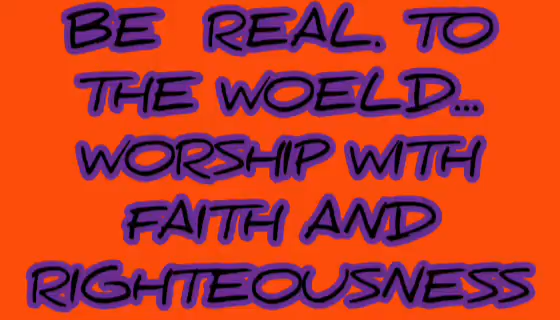 BE REAL. TO
THE WOELD...
WORSHIP WITH
FAITH AND
RIGHTEOUSNESS